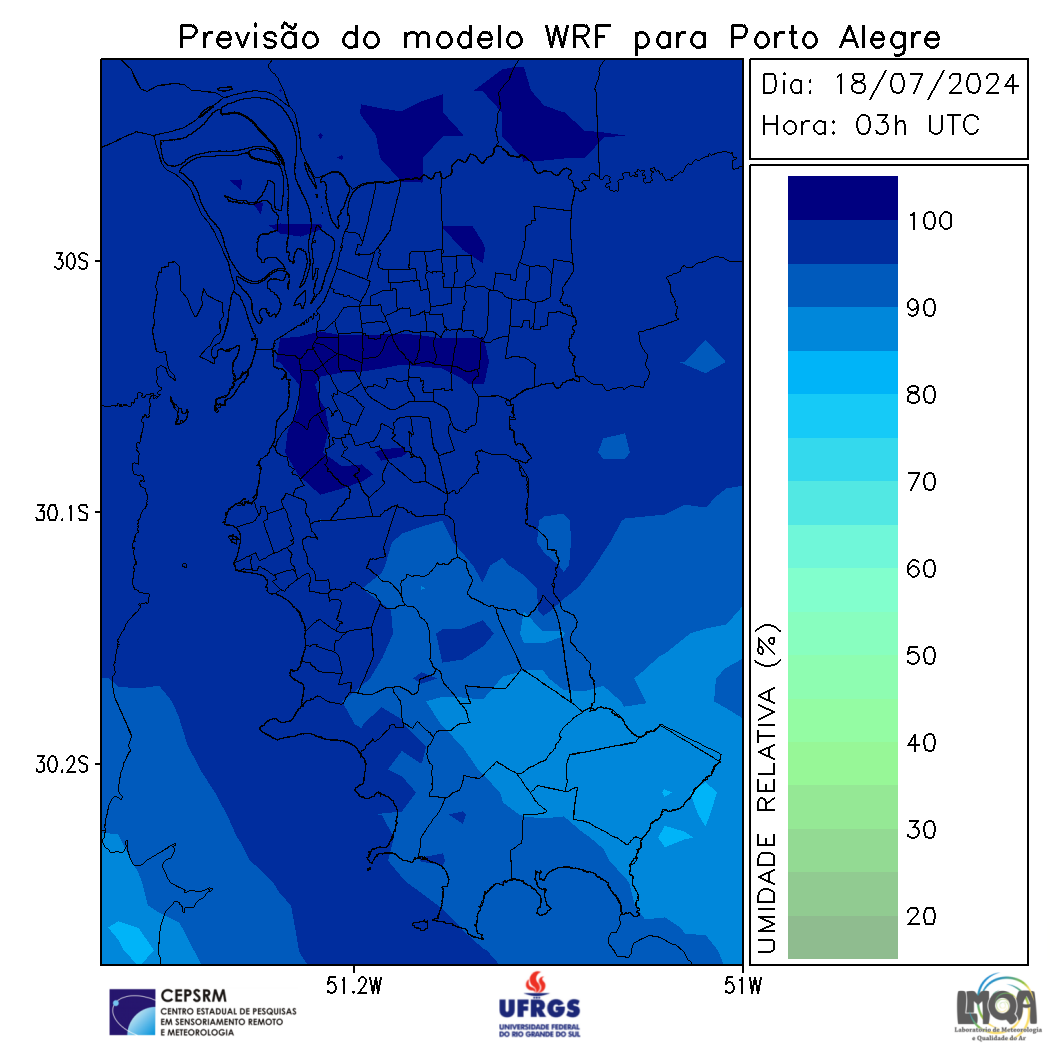 Previsão do modelo WRF para Porto Alegre
Dia: 18/07/2024
Hora: 03h UTC
30S
30.1S
30.2S
51.2W
51W
UMIDADE RELATIVA (%)
100
90
80
70
60
50
40
30
20
CEPSRM
CENTRO ESTADUAL DE PESQUISAS
EM SENSORIAMENTO REMOTO
E METEOROLOGIA
UFRGS
UNIVERSIDADE FEDERAL
DO RIO GRANDE DO SUL
LMQA
Laboratório de Meteorologia
e Qualidade do Ar